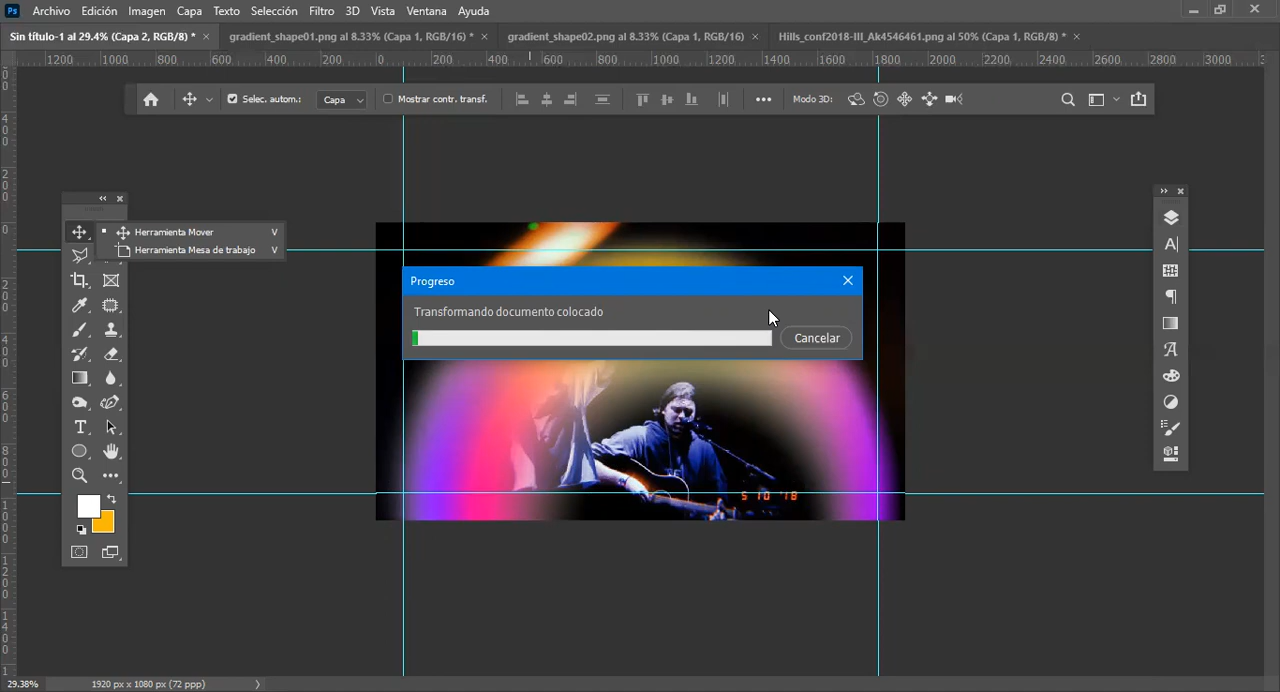 Ps Archivo Edición Imagen Capa Texto Selección Filtro 3D Vista Ventana Ayuda
Sin título-1 al 29.4% (Capa 2, RGB/8) * × gradient_shape01.png al 8.33% (Capa 1, RGB/16) * × gradient_shape02.png al 8.33% (Capa 1, RGB/16) × Hills_conf2018-III_Ak4546461.png al 50% (Capa 1, RGB/8) * ×
1200 1000 800 600 400 200 0 200 400 600 800 1000 1200 1400 1600 1800 2000 2200 2400 2600 2800 3000
Selec. autom.: Capa Mostrar contr. transf. Modo 3D:
Herramienta Mover V
Herramienta Mesa de trabajo V
Progreso
Transformando documento colocado
Cancelar
5 10 '18
29.38% 1920 px x 1080 px (72 ppp)